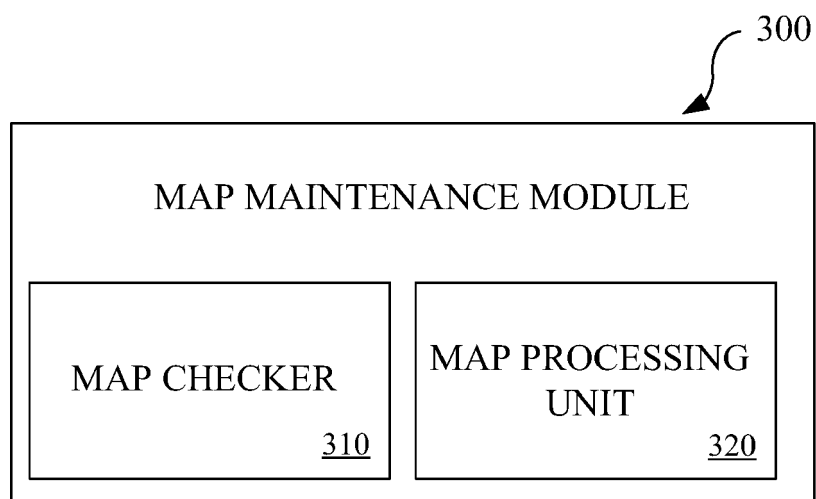 300
MAP MAINTENANCE MODULE
MAP CHECKER
310
MAP PROCESSING
UNIT
320